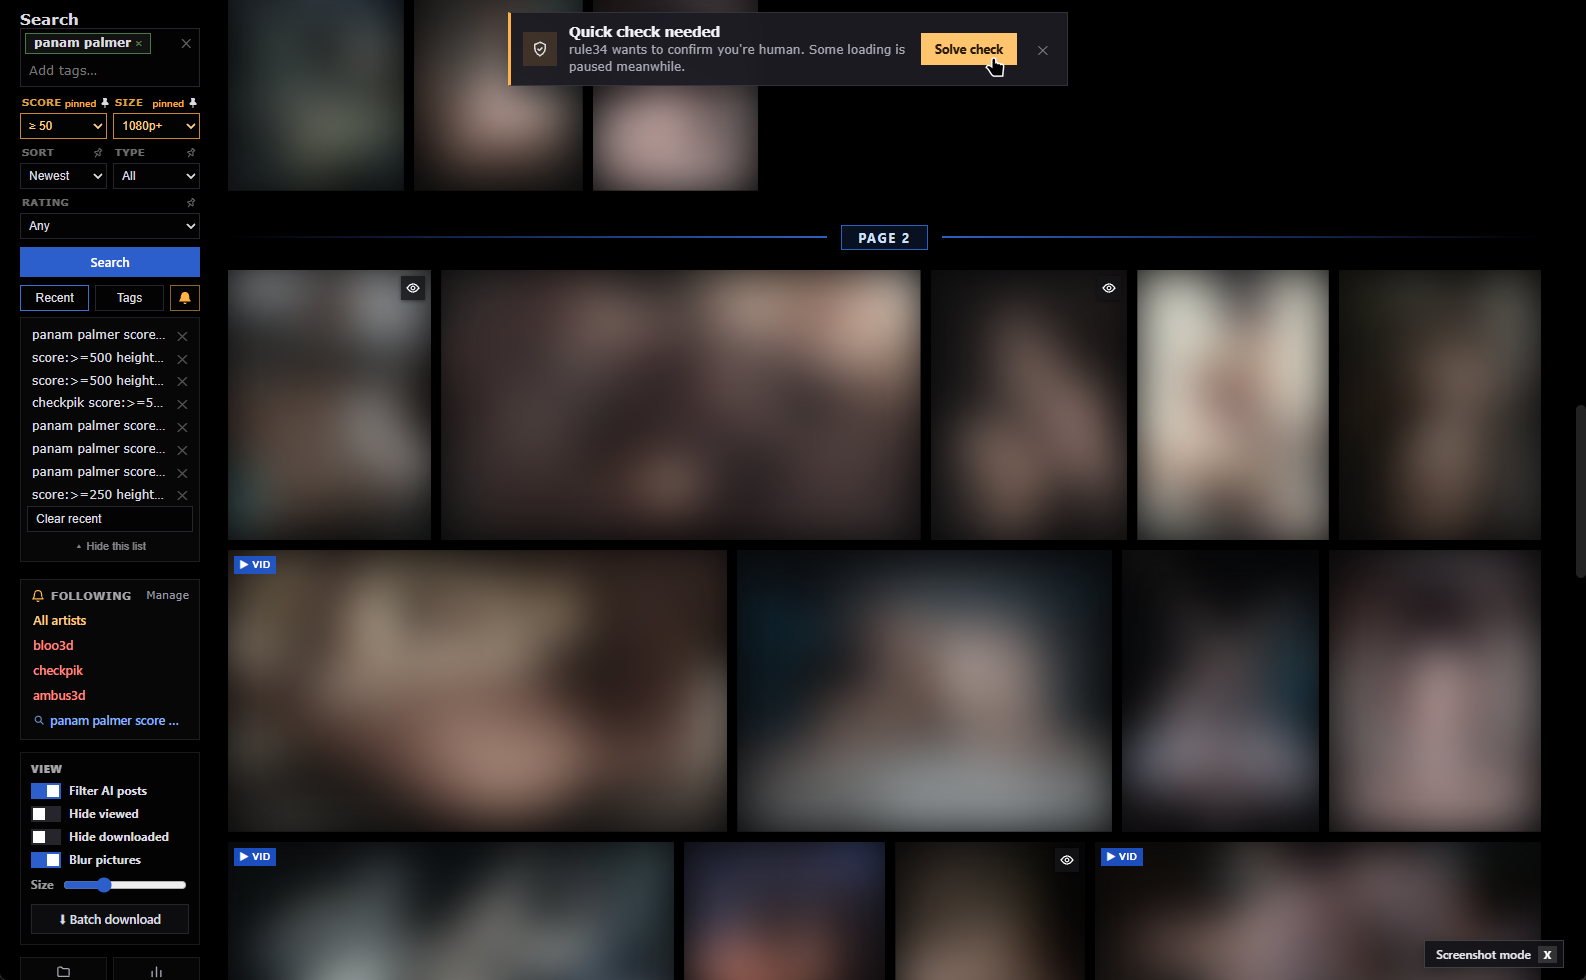 Search
panam palmer ×
Add tags...
SCORE pinned SIZE pinned
≥ 50 1080p+
SORT TYPE
Newest All
RATING
Any
Search
Recent Tags
panam palmer score...
score:>=500 height...
score:>=500 height...
checkpik score:>=5...
panam palmer score...
panam palmer score...
panam palmer score...
score:>=250 height...
Clear recent
Hide this list
FOLLOWING Manage
All artists
bloo3d
checkpik
ambus3d
panam palmer score ...
VIEW
Filter AI posts
Hide viewed
Hide downloaded
Blur pictures
Size
Batch download
Quick check needed
rule34 wants to confirm you're human. Some loading is
paused meanwhile.
Solve check
PAGE 2
VID
VID
VID
Screenshot mode X